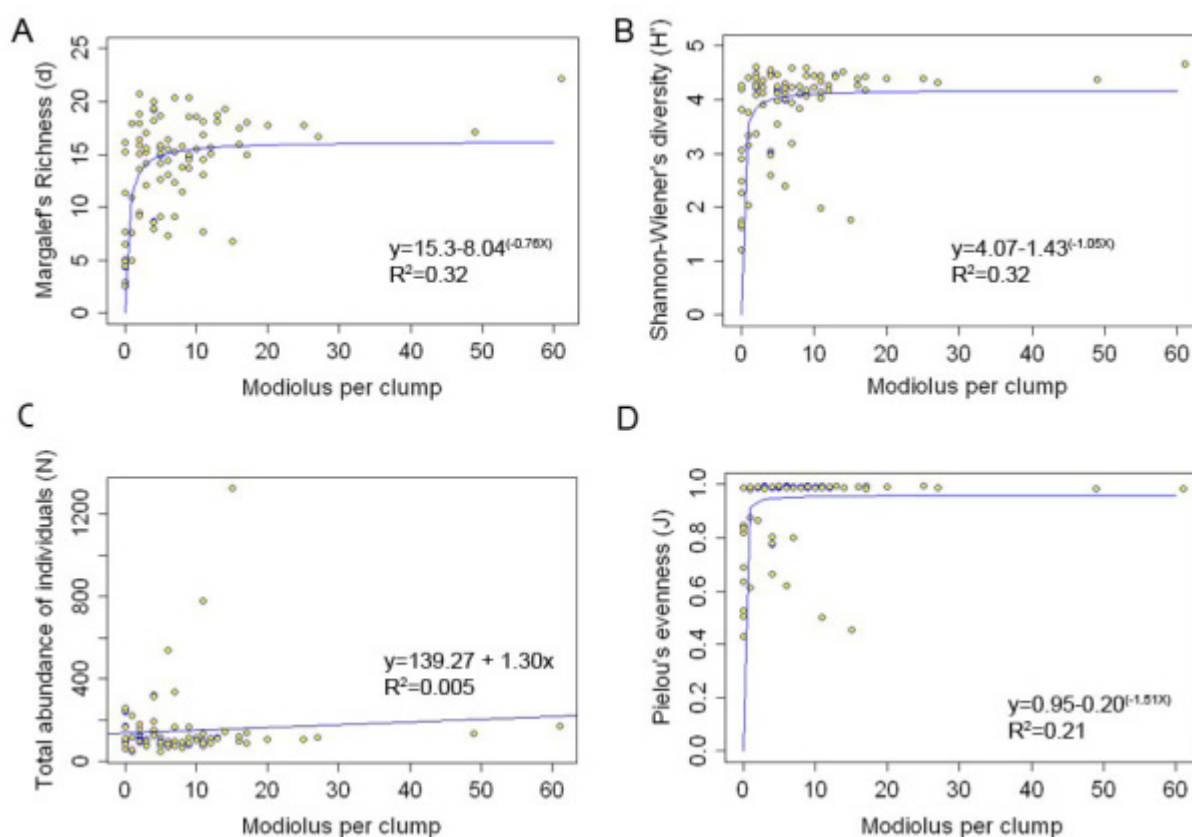 A
Margalef's Richness (d)
25
20
15
10
5
0
y=15.3-8.04(-0.76X)
R²=0.32
0 10 20 30 40 50 60
Modiolus per clump
B
Shannon-Wiener's diversity (H')
5
4
3
2
1
0
y=4.07-1.43(-1.05X)
R²=0.32
0 10 20 30 40 50 60
Modiolus per clump
C
Total abundance of individuals (N)
1200
800
400
0
y=139.27 + 1.30x
R²=0.005
0 10 20 30 40 50 60
Modiolus per clump
D
Pielou's evenness (J)
1.0
0.8
0.6
0.4
0.2
0.0
y=0.95-0.20(-1.51X)
R²=0.21
0 10 20 30 40 50 60
Modiolus per clump